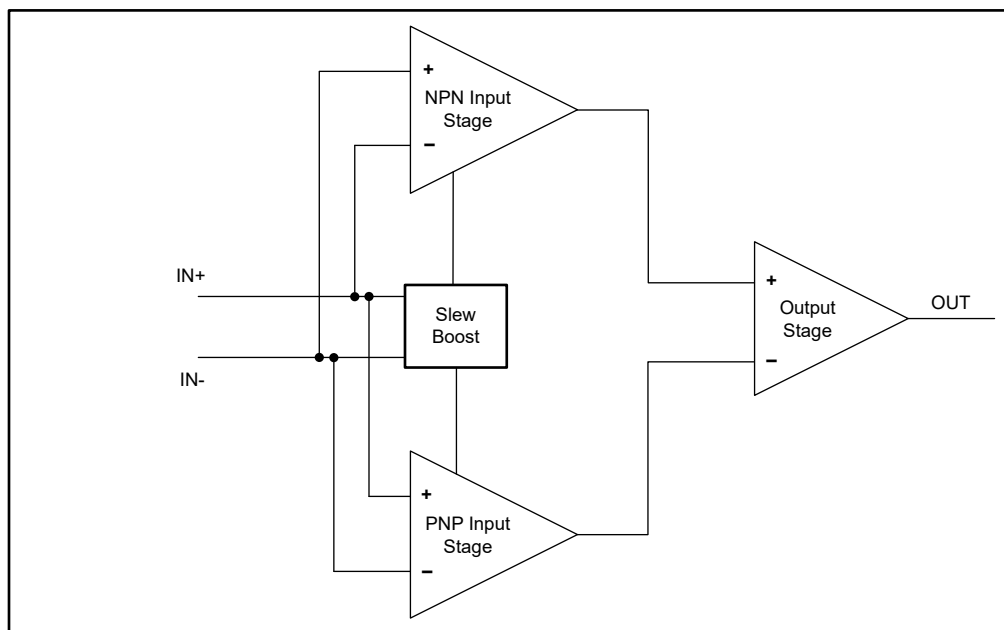 +
NPN Input
Stage
−
IN+
Slew
Boost
IN-
+
Output
Stage
−
OUT
+
PNP Input
Stage
−